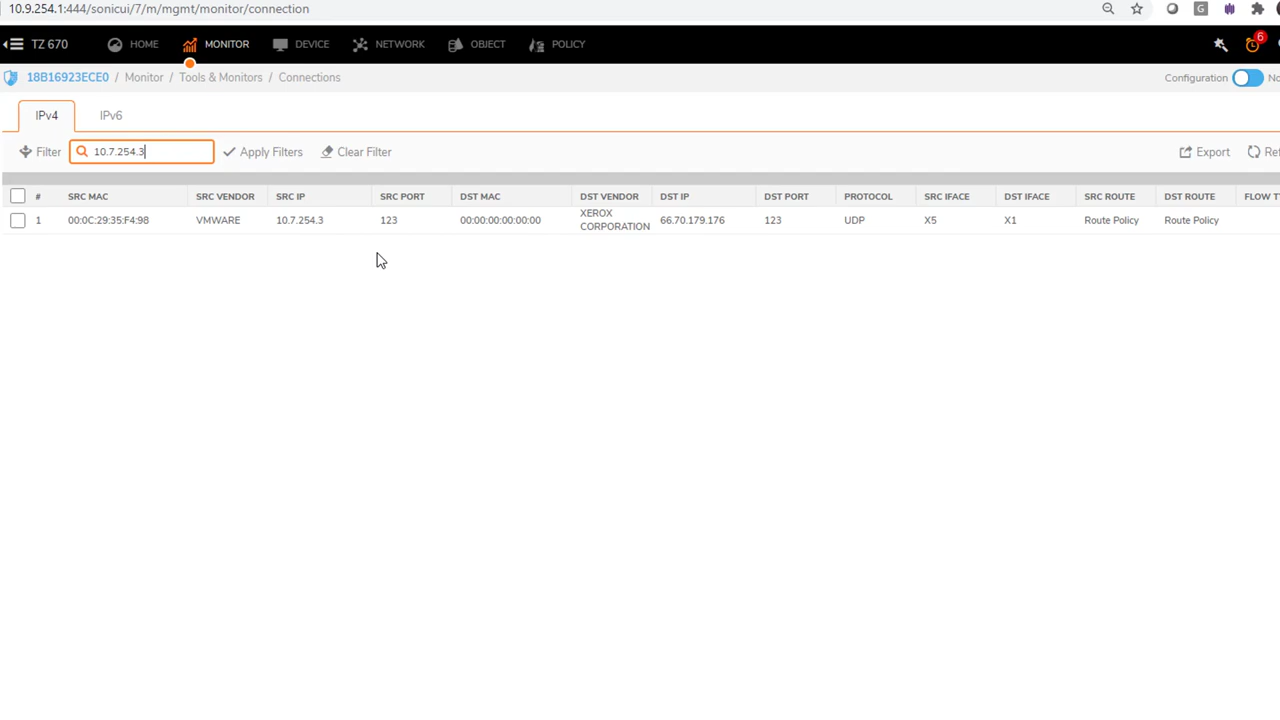 10.9.254.1:444/sonicui/7/m/mgmt/monitor/connection
TZ 670 HOME MONITOR DEVICE NETWORK OBJECT POLICY 6
18B16923ECE0 / Monitor / Tools & Monitors / Connections Configuration
IPv4 IPv6
Filter 10.7.254.3 Apply Filters Clear Filter Export
# SRC MAC SRC VENDOR SRC IP SRC PORT DST MAC DST VENDOR DST IP DST PORT PROTOCOL SRC IFACE DST IFACE SRC ROUTE DST ROUTE FLOW
1 00:0C:29:35:F4:98 VMWARE 10.7.254.3 123 00:00:00:00:00:00 XEROX CORPORATION 66.70.179.176 123 UDP X5 X1 Route Policy Route Policy